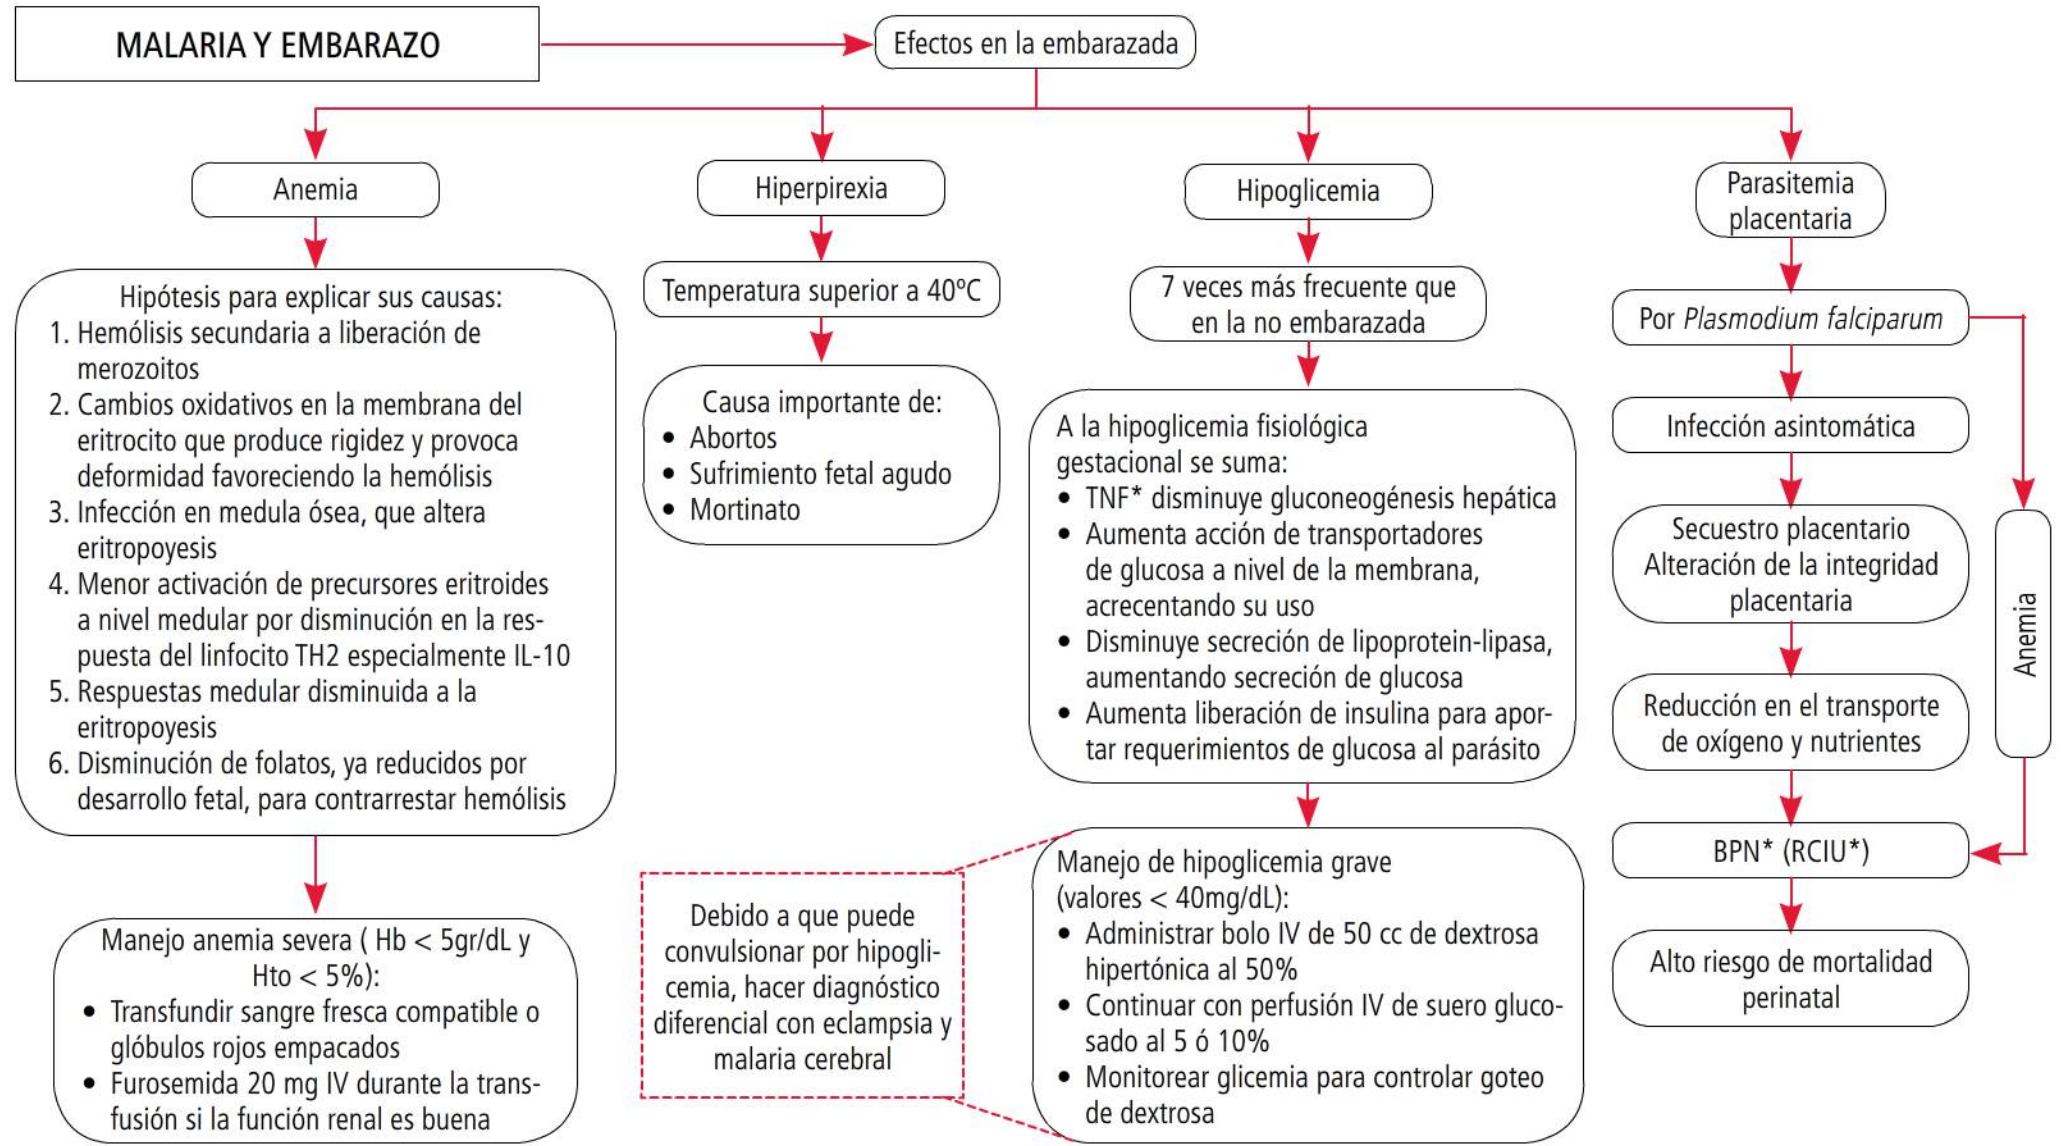 MALARIA Y EMBARAZO
Efectos en la embarazada
Anemia
Hipótesis para explicar sus causas:
1. Hemólisis secundaria a liberación de
merozoitos
2. Cambios oxidativos en la membrana del
eritrocito que produce rigidez y provoca
deformidad favoreciendo la hemólisis
3. Infección en medula ósea, que altera
eritropoyesis
4. Menor activación de precursores eritroides
a nivel medular por disminución en la res-
puesta del linfocito TH2 especialmente IL-10
5. Respuestas medular disminuida a la
eritropoyesis
6. Disminución de folatos, ya reducidos por
desarrollo fetal, para contrarrestar hemólisis
Manejo anemia severa ( Hb < 5gr/dL y
Hto < 5%):
• Transfundir sangre fresca compatible o
glóbulos rojos empacados
• Furosemida 20 mg IV durante la trans-
fusión si la función renal es buena
Hiperpirexia
Temperatura superior a 40ºC
Causa importante de:
• Abortos
• Sufrimiento fetal agudo
• Mortinato
Hipoglicemia
7 veces más frecuente que
en la no embarazada
A la hipoglicemia fisiológica
gestacional se suma:
• TNF* disminuye gluconeogénesis hepática
• Aumenta acción de transportadores
de glucosa a nivel de la membrana,
acrecentando su uso
• Disminuye secreción de lipoprotein-lipasa,
aumentando secreción de glucosa
• Aumenta liberación de insulina para apor-
tar requerimientos de glucosa al parásito
Manejo de hipoglicemia grave
(valores < 40mg/dL):
• Administrar bolo IV de 50 cc de dextrosa
hipertónica al 50%
• Continuar con perfusión IV de suero gluco-
sado al 5 ó 10%
• Monitorear glicemia para controlar goteo
de dextrosa
Debido a que puede
convulsionar por hipogli-
cemia, hacer diagnóstico
diferencial con eclampsia y
malaria cerebral
Parasitemia
placentaria
Por Plasmodium falciparum
Infección asintomática
Secuestro placentario
Alteración de la integridad
placentaria
Reducción en el transporte
de oxígeno y nutrientes
Anemia
BPN* (RCIU*)
Alto riesgo de mortalidad
perinatal